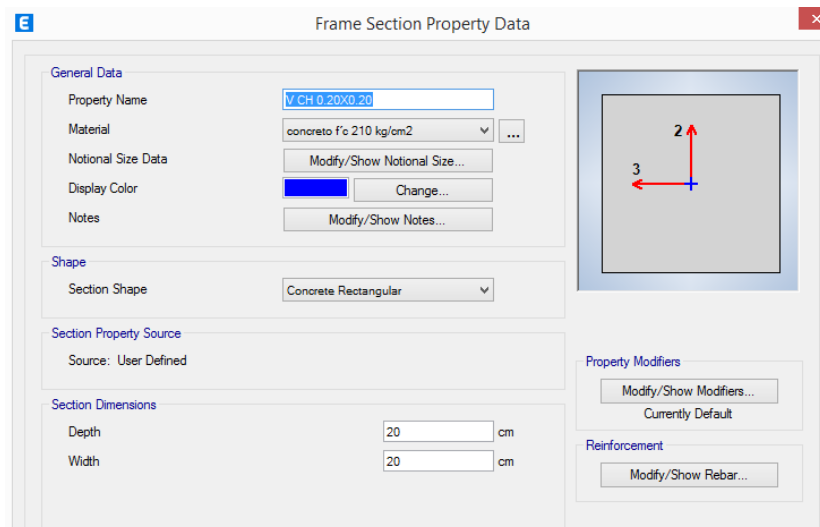 E
Frame Section Property Data
General Data
Property Name V CH 0.20X0.20
Material concreto f´c 210 kg/cm2 ...
Notional Size Data Modify/Show Notional Size...
Display Color Change...
Notes Modify/Show Notes...
Shape
Section Shape Concrete Rectangular
Section Property Source
Source: User Defined
Section Dimensions
Depth 20 cm
Width 20 cm
2
3
Property Modifiers
Modify/Show Modifiers...
Currently Default
Reinforcement
Modify/Show Rebar...